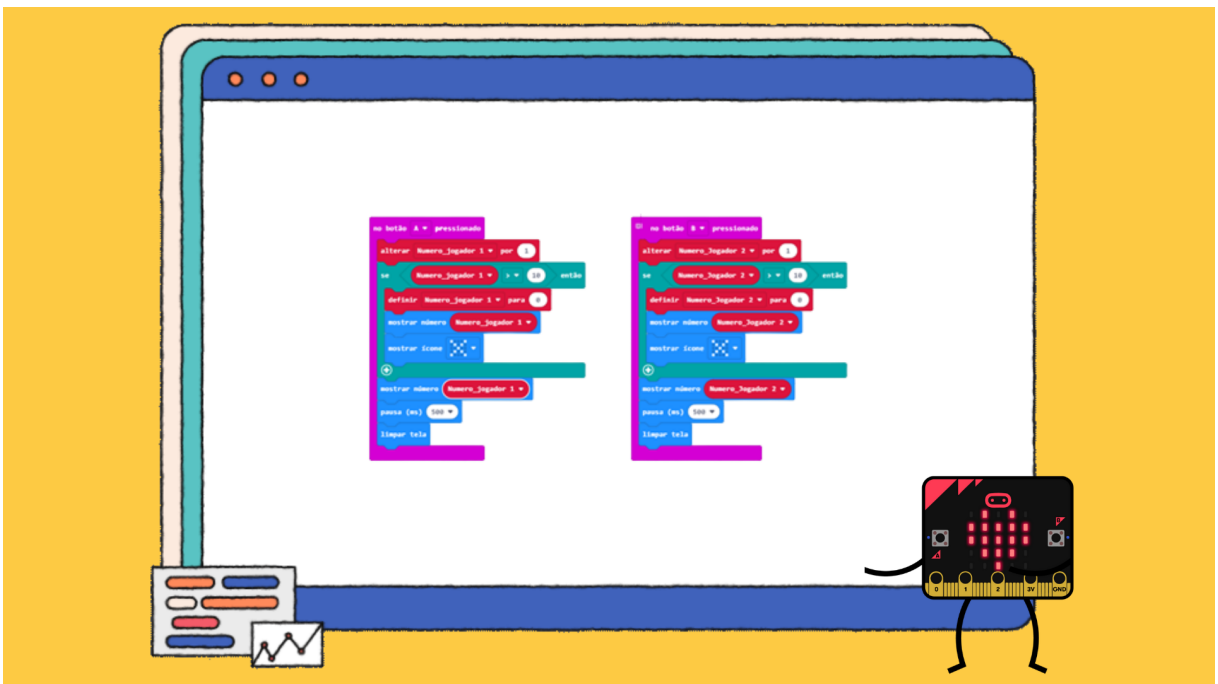 no botão A pressionado
alterar Numero_jogador 1 por 1
se Numero_jogador 1 > 10 então
definir Numero_jogador 1 para 0
mostrar número Numero_jogador 1
mostrar ícone
mostrar número Numero_jogador 1
pausa (ms) 500
limpar tela
no botão B pressionado
alterar Numero_Jogador 2 por 1
se Numero_Jogador 2 > 10 então
definir Numero_Jogador 2 para 0
mostrar número Numero_Jogador 2
mostrar ícone
mostrar número Numero_Jogador 2
pausa (ms) 500
limpar tela
A B
0 1 2 3V GND